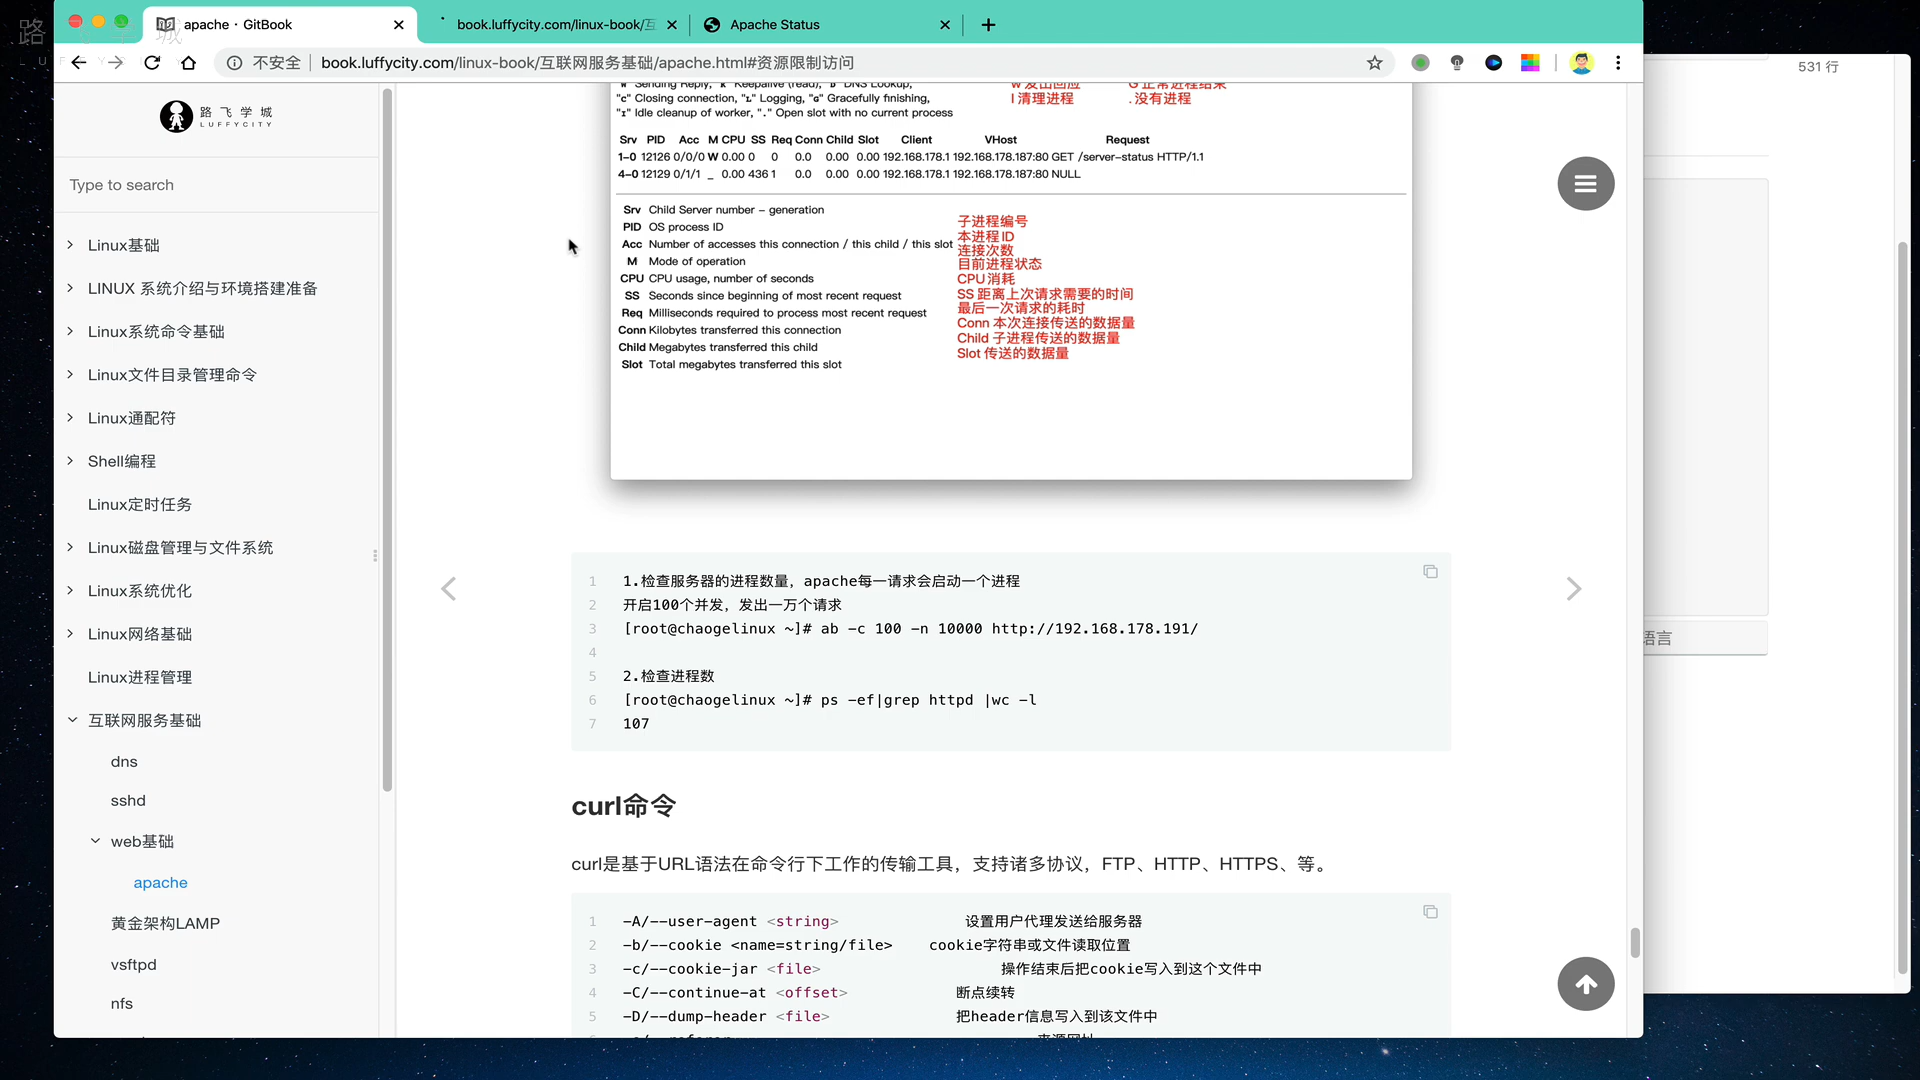 apache · GitBook
book.luffycity.com/linux-book/互
Apache Status
不安全
book.luffycity.com/linux-book/互联网服务基础/apache.html#资源限制访问
531 行
路飞学城
LUFFYCITY
Type to search
Linux基础
LINUX 系统介绍与环境搭建准备
Linux系统命令基础
Linux文件目录管理命令
Linux通配符
Shell编程
Linux定时任务
Linux磁盘管理与文件系统
Linux系统优化
Linux网络基础
Linux进程管理
互联网服务基础
dns
sshd
web基础
apache
黄金架构LAMP
vsftpd
nfs
"W" Sending Reply, "K" Keepalive (read), "D" DNS Lookup,
W 发出回应 G 正常进程结束
"C" Closing connection, "L" Logging, "G" Gracefully finishing,
I 清理进程 . 没有进程
"I" Idle cleanup of worker, "." Open slot with no current process
Srv PID Acc M CPU SS Req Conn Child Slot Client VHost Request
1-0 12126 0/0/0 W 0.00 0 0 0.0 0.00 0.00 192.168.178.1 192.168.178.187:80 GET /server-status HTTP/1.1
4-0 12129 0/1/1 _ 0.00 436 1 0.0 0.00 0.00 192.168.178.1 192.168.178.187:80 NULL
Srv Child Server number - generation
子进程编号
PID OS process ID
本进程ID
Acc Number of accesses this connection / this child / this slot
连接次数
M Mode of operation
目前进程状态
CPU CPU usage, number of seconds
CPU消耗
SS Seconds since beginning of most recent request
SS 距离上次请求需要的时间
Req Milliseconds required to process most recent request
最后一次请求的耗时
Conn Kilobytes transferred this connection
Conn 本次连接传送的数据量
Child Megabytes transferred this child
Child 子进程传送的数据量
Slot Total megabytes transferred this slot
Slot 传送的数据量
1 1.检查服务器的进程数量，apache每一请求会启动一个进程
2 开启100个并发，发出一万个请求
3 [root@chaogelinux ~]# ab -c 100 -n 10000 http://192.168.178.191/
4
5 2.检查进程数
6 [root@chaogelinux ~]# ps -ef|grep httpd |wc -l
7 107
curl命令
curl是基于URL语法在命令行下工作的传输工具，支持诸多协议，FTP、HTTP、HTTPS、等。
1 -A/--user-agent <string> 设置用户代理发送给服务器
2 -b/--cookie <name=string/file> cookie字符串或文件读取位置
3 -c/--cookie-jar <file> 操作结束后把cookie写入到这个文件中
4 -C/--continue-at <offset> 断点续转
5 -D/--dump-header <file> 把header信息写入到该文件中
语言